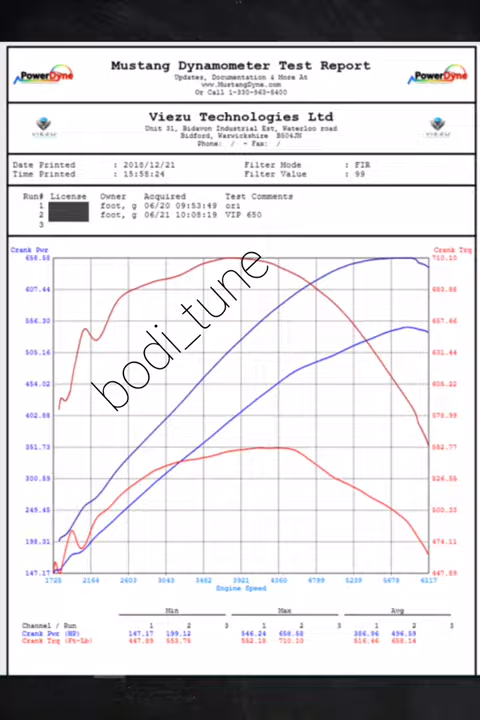 Mustang Dynamometer Test Report
PowerDyne
PowerDyne
Updates, Documentation & More At
www.MustangDyne.com
Or Call 1-330-963-5400
Viezu Technologies Ltd
VIEZU
VIEZU
Unit 31, Bidavon Industrial Est, Waterloo road
Bidford, Warwickshire B504JN
Phone: / - Fax: /
Date Printed : 2018/12/21 Filter Mode : FIR
Time Printed : 15:58:24 Filter Value : 99
Run# License Owner Acquired Test Comments
1 foot, g 06/20 09:53:49 ori
2 foot, g 06/21 10:08:19 VIP 650
3
Crank Pwr Crank Trq
658.58 710.10
607.44 683.88
556.30 657.66
505.16 631.44
454.02 605.22
402.88 578.99
351.73 552.77
300.59 526.55
249.45 500.33
198.31 474.11
147.17 447.89
bodi_tune
1725 2164 2603 3043 3482 3921 4360 4799 5239 5678 6117
Engine Speed
Min Max Avg
Channel / Run 1 2 3 1 2 3 1 2 3
Crank Pwr (HP) 147.17 199.12 546.24 658.58 386.96 496.59
Crank Trq (Ft-Lb) 447.89 553.75 552.18 710.10 516.46 658.14